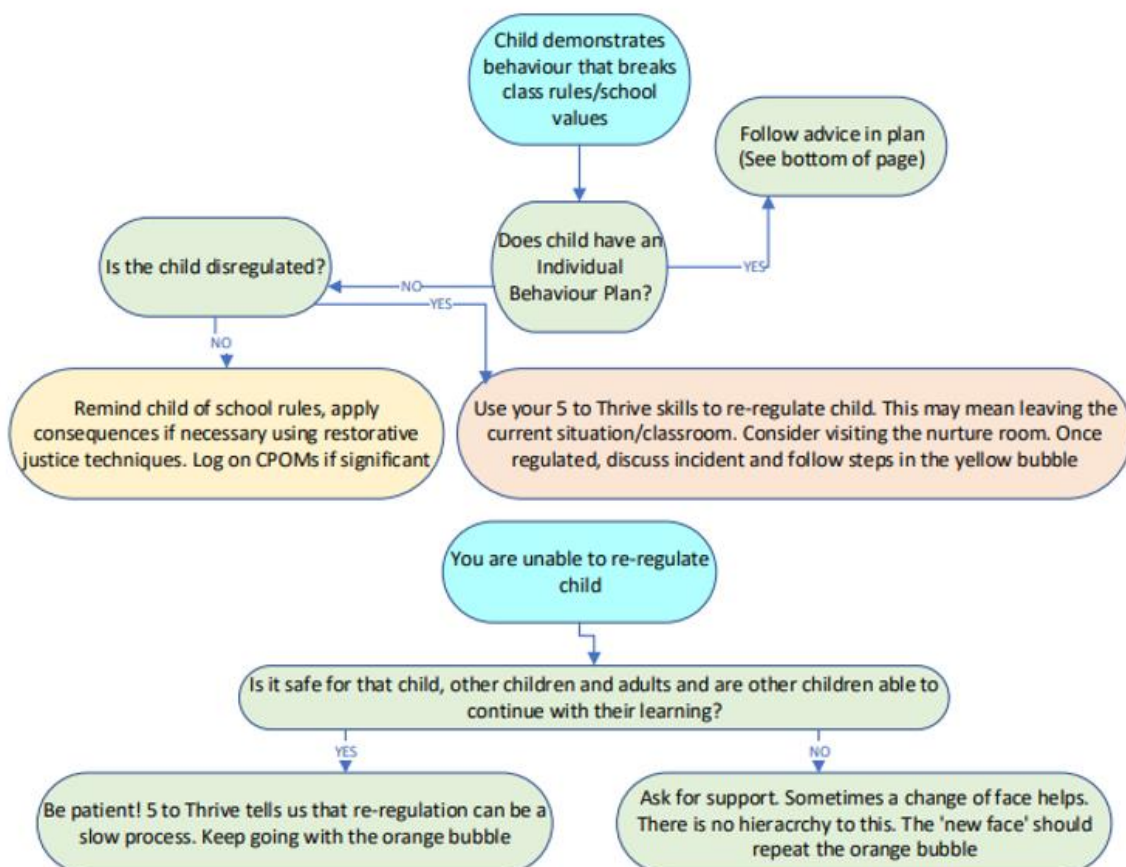 Child demonstrates
behaviour that breaks
class rules/school
values
Follow advice in plan
(See bottom of page)
Does child have an
Individual
Behaviour Plan?
YES
Is the child disregulated?
NO
YES
NO
Remind child of school rules, apply
consequences if necessary using restorative
justice techniques. Log on CPOMs if significant
Use your 5 to Thrive skills to re-regulate child. This may mean leaving the
current situation/classroom. Consider visiting the nurture room. Once
regulated, discuss incident and follow steps in the yellow bubble
You are unable to re-regulate
child
Is it safe for that child, other children and adults and are other children able to
continue with their learning?
YES
NO
Be patient! 5 to Thrive tells us that re-regulation can be a
slow process. Keep going with the orange bubble
Ask for support. Sometimes a change of face helps.
There is no hieracrchy to this. The 'new face' should
repeat the orange bubble